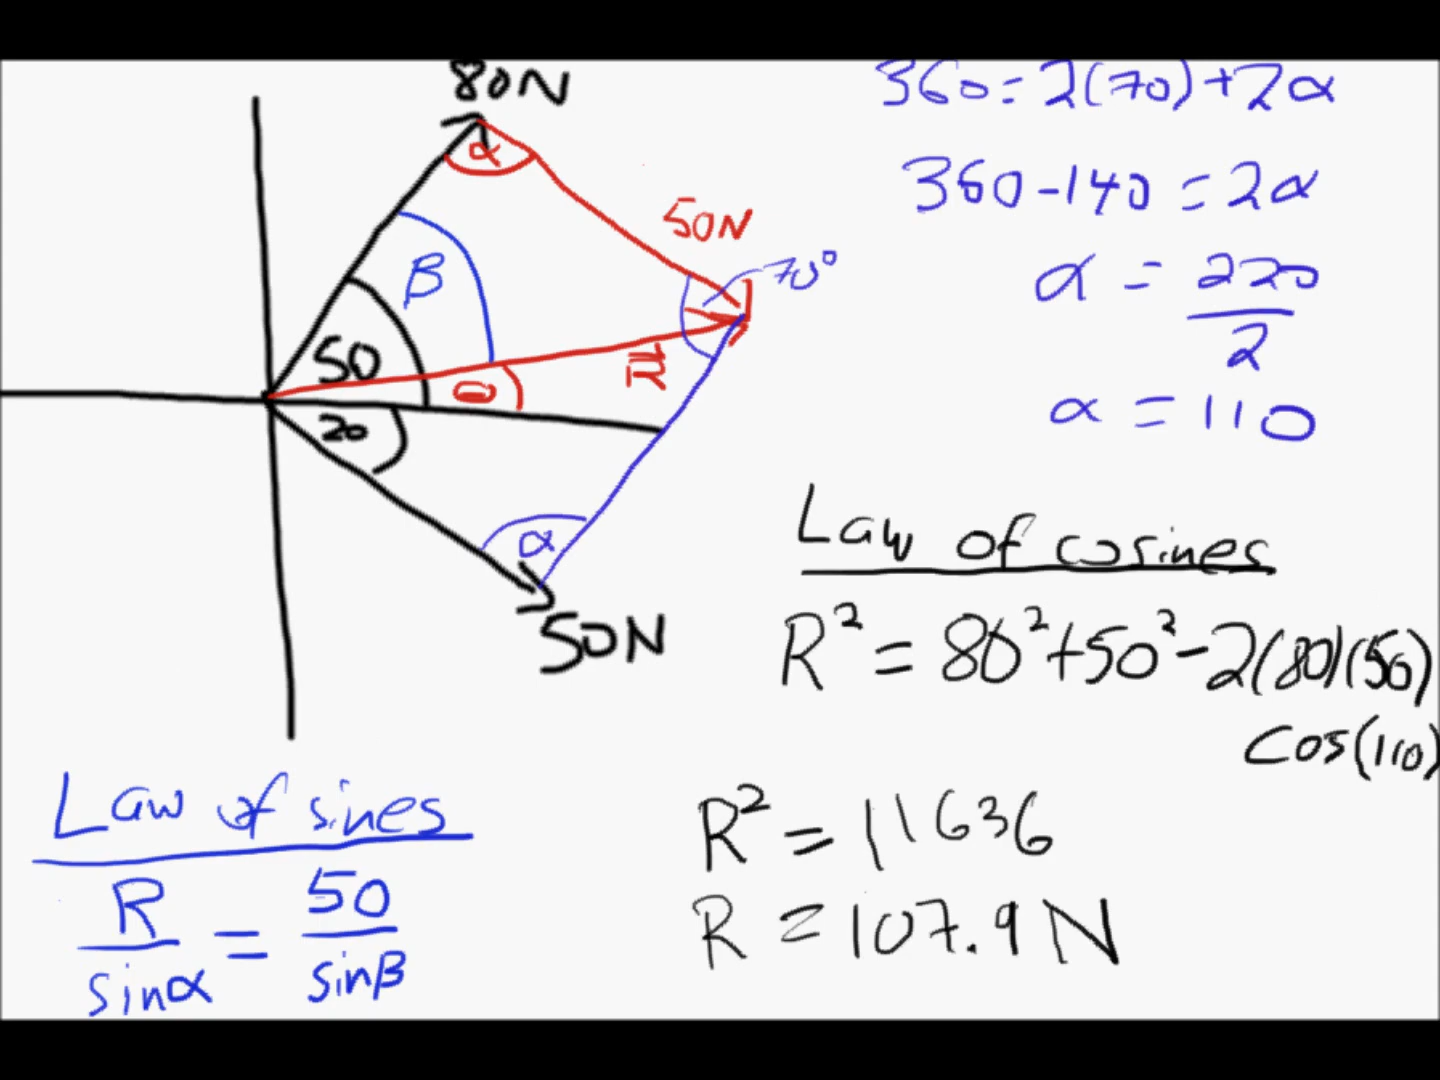 80N
α
50N
β
70°
50
θ
R
20
α
50N
360=2(70)+2α
360-140=2α
α = 220
2
α = 110
Law of cosines
R² = 80²+50²-2(80)(50)
Cos(110)
R² = 11636
R = 107.9N
Law of sines
R = 50
sinα sinβ